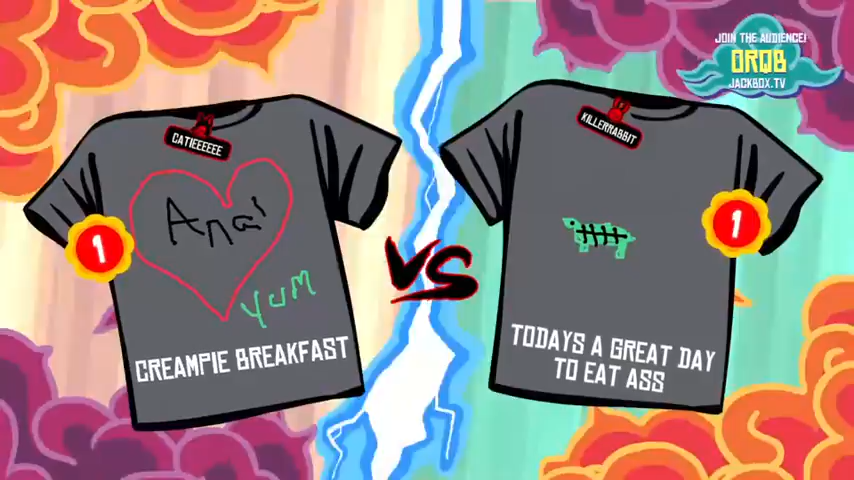 JOIN THE AUDIENCE!
ORQB
JACKBOX.TV
CATIEEEEE
KILLERRABBIT
Anal
1
1
VS
YUM
CREAMPIE BREAKFAST
TODAYS A GREAT DAY
TO EAT ASS